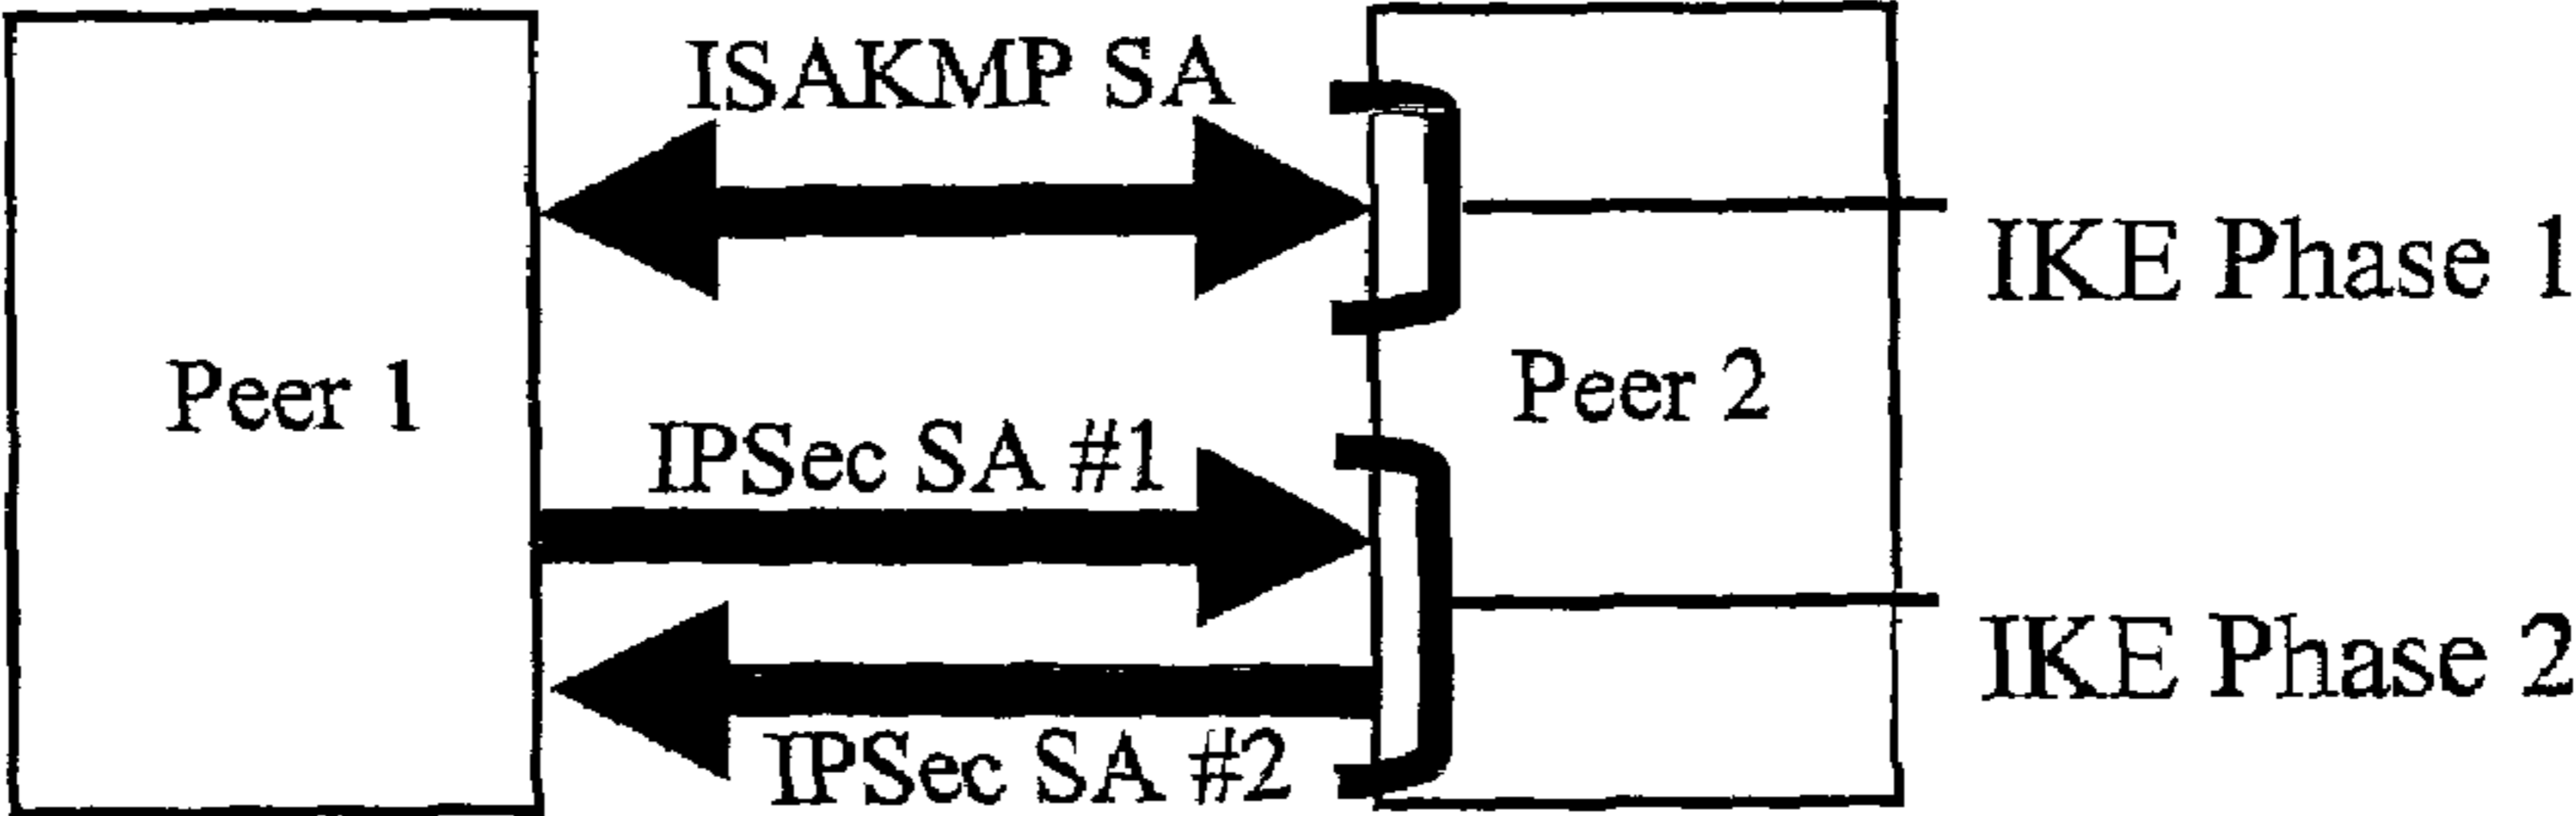 ISAKMP SA
IKE Phase 1
Peer 1
Peer 2
IPSec SA #1
IKE Phase 2
IPSec SA #2